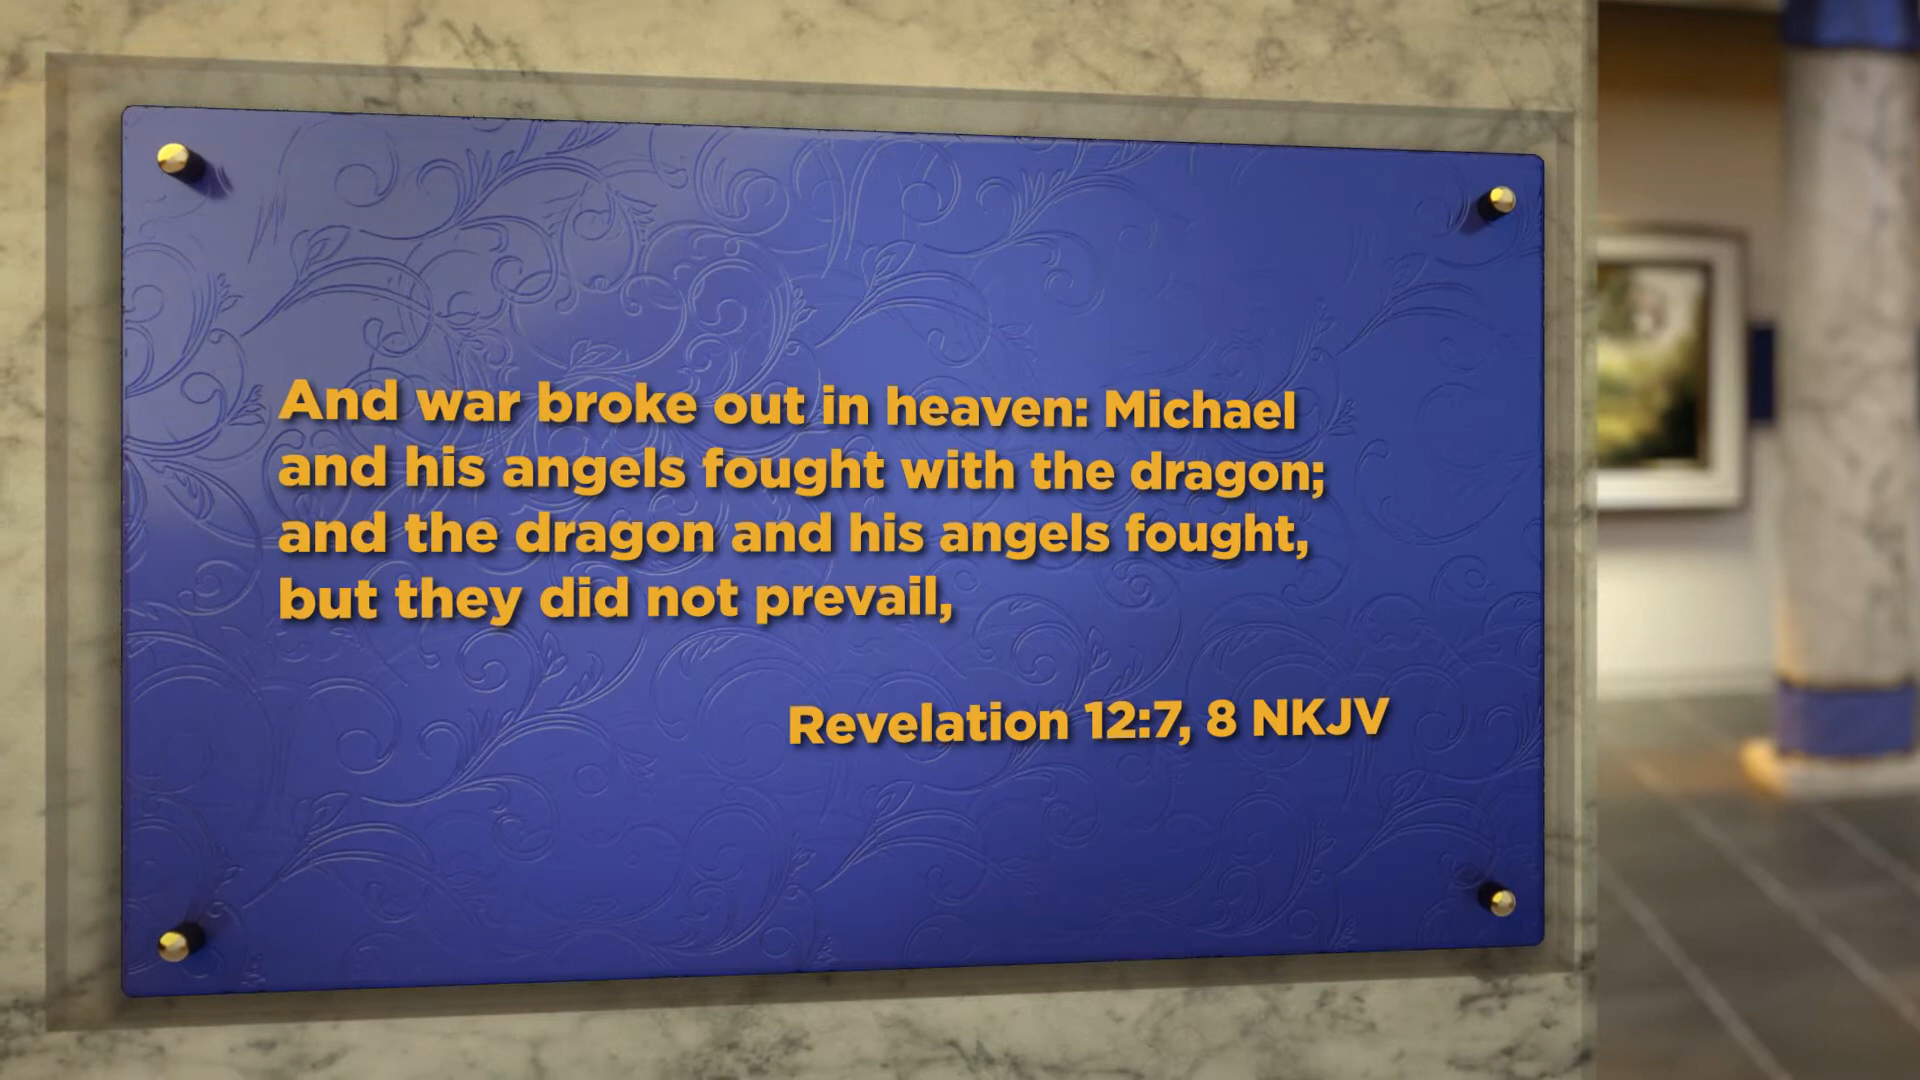 And war broke out in heaven: Michael
and his angels fought with the dragon;
and the dragon and his angels fought,
but they did not prevail,
Revelation 12:7, 8 NKJV